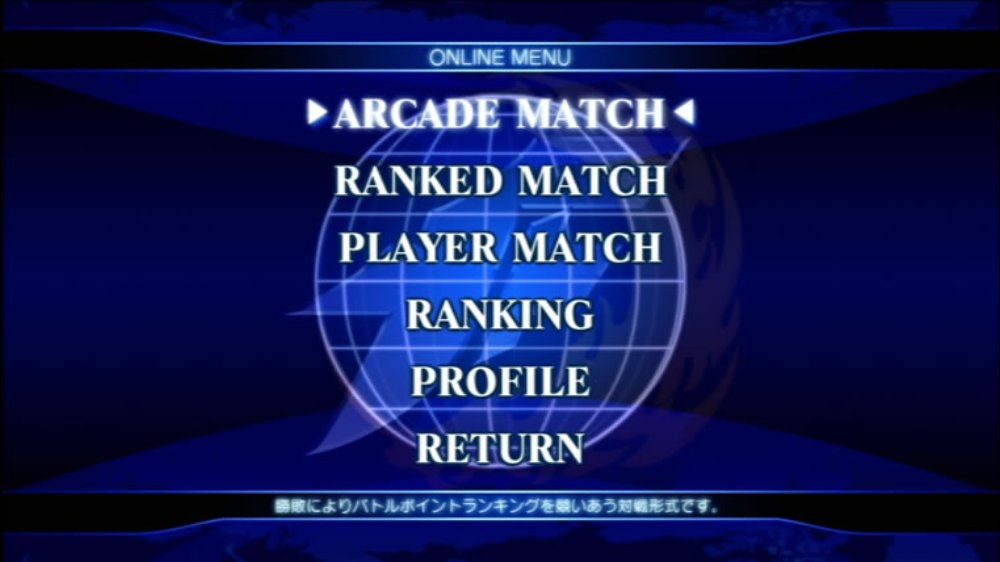 ONLINE MENU
ARCADE MATCH
RANKED MATCH
PLAYER MATCH
RANKING
PROFILE
RETURN
勝敗によりバトルポイントランキングを競いあう対戦形式です。